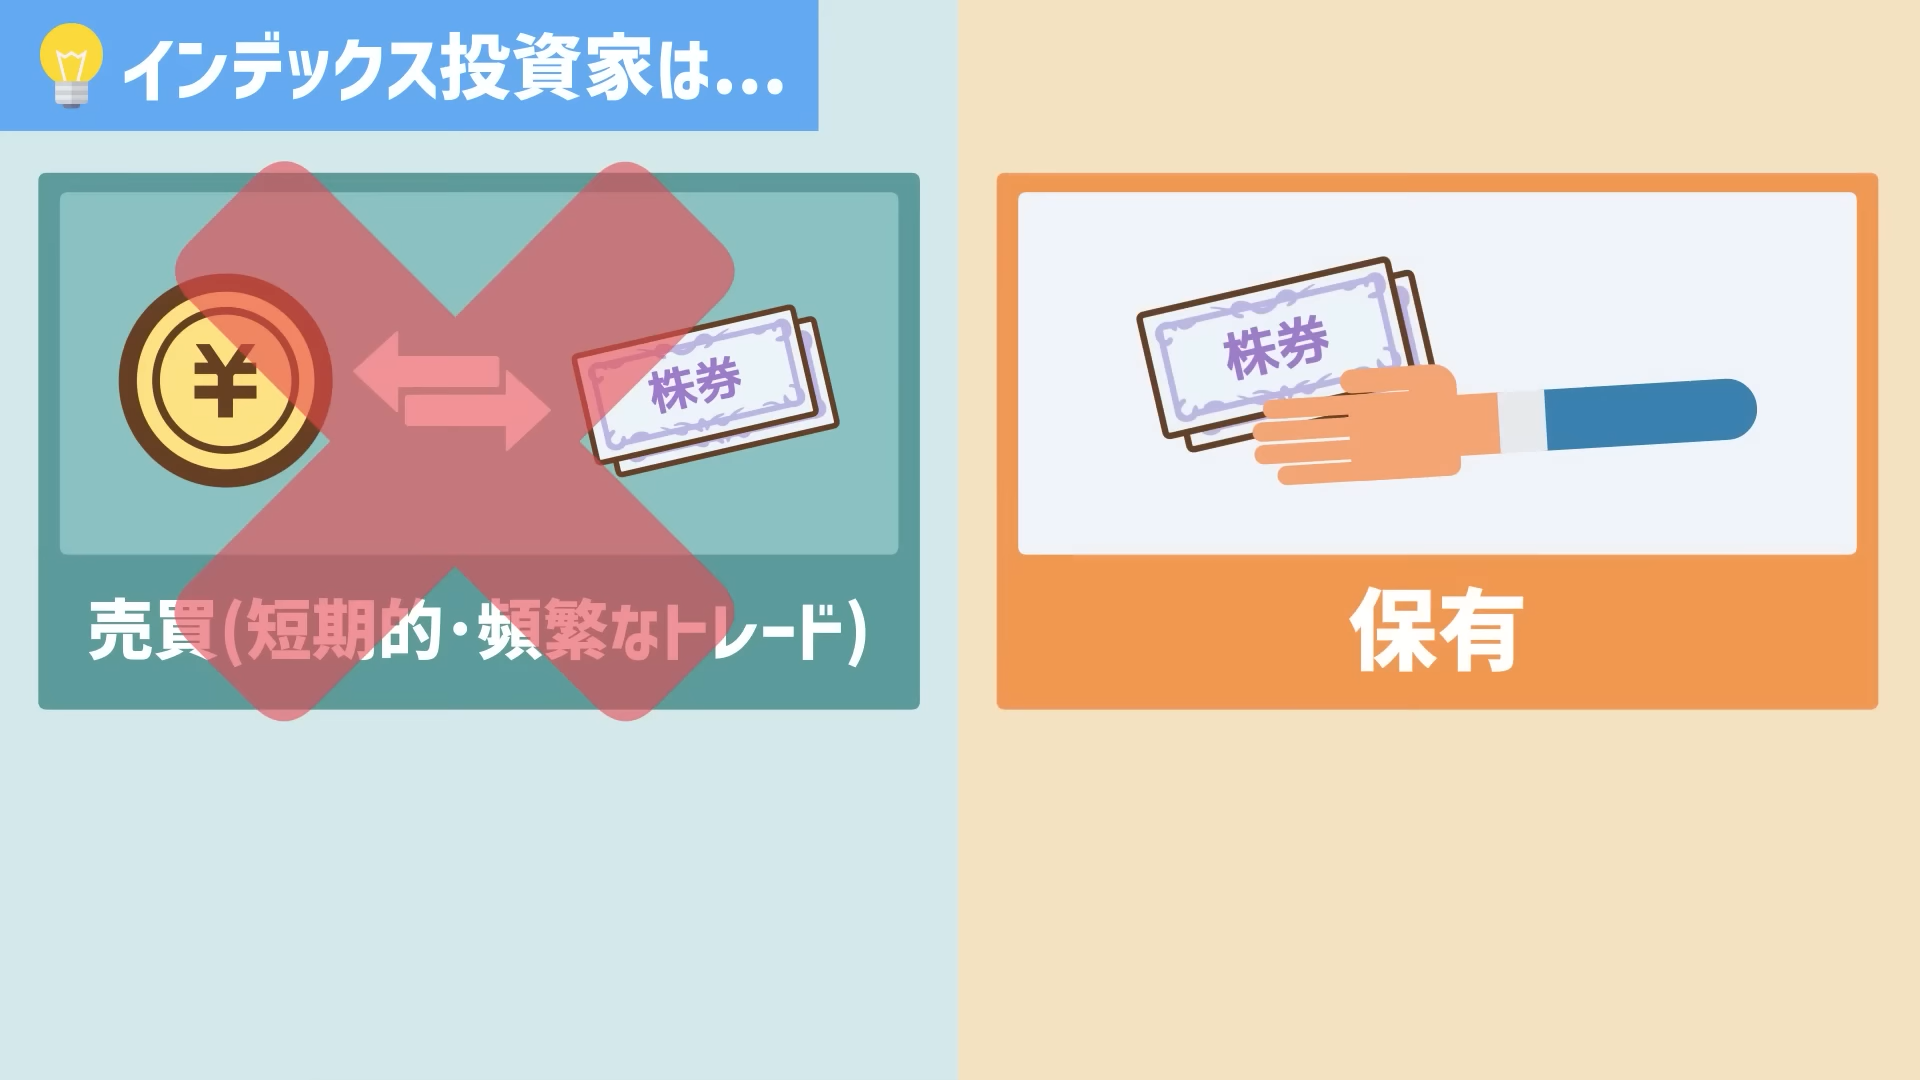 インデックス投資家は...
¥
株券
売買(短期的・頻繁なトレード)
株券
保有